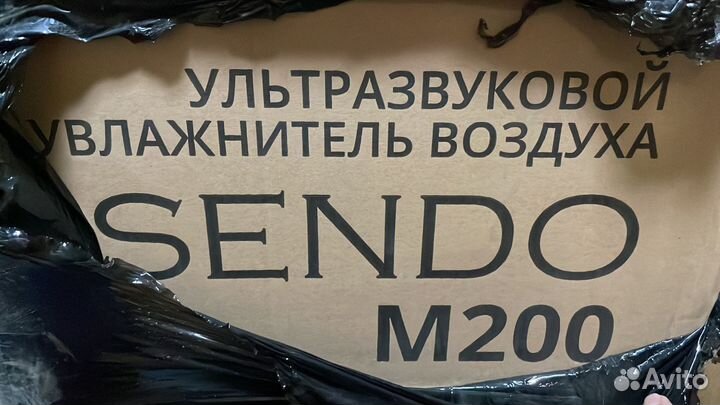 УЛЬТРАЗВУКОВОЙ
УВЛАЖНИТЕЛЬ ВОЗДУХА
SENDO
M200
Avito